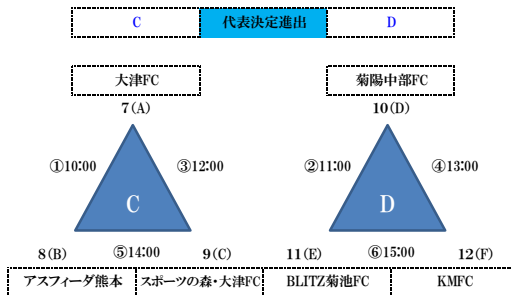 C 代表決定進出 D
大津FC 菊陽中部FC
7(A) 10(D)
①10:00 ③12:00 ②11:00 ④13:00
C D
8(B) ⑤14:00 9(C) 11(E) ⑥15:00 12(F)
アスフィーダ熊本 スポーツの森・大津FC BLITZ菊池FC KMFC